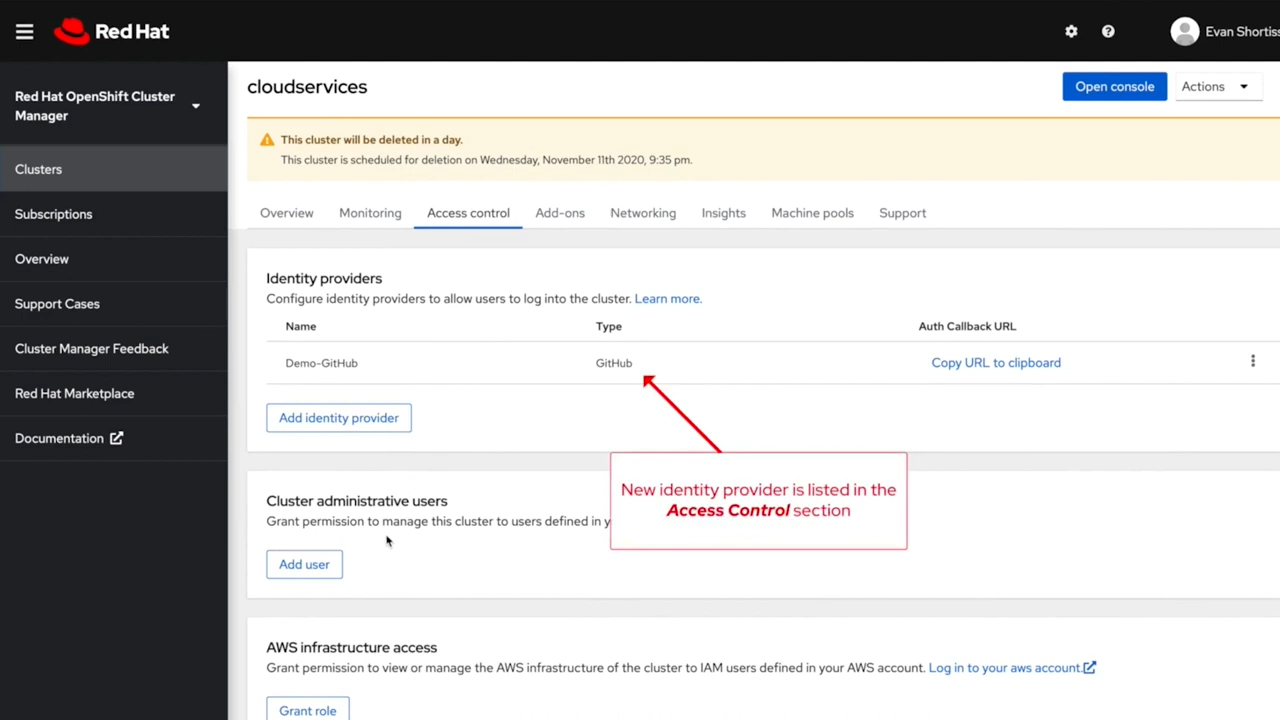 Red Hat
Evan Shortiss
Red Hat OpenShift Cluster
Manager
Clusters
Subscriptions
Overview
Support Cases
Cluster Manager Feedback
Red Hat Marketplace
Documentation
cloudservices
Open console
Actions
This cluster will be deleted in a day.
This cluster is scheduled for deletion on Wednesday, November 11th 2020, 9:35 pm.
Overview Monitoring Access control Add-ons Networking Insights Machine pools Support
Identity providers
Configure identity providers to allow users to log into the cluster. Learn more.
Name Type Auth Callback URL
Demo-GitHub GitHub Copy URL to clipboard
Add identity provider
New identity provider is listed in the
Access Control section
Cluster administrative users
Grant permission to manage this cluster to users defined in y
Add user
AWS infrastructure access
Grant permission to view or manage the AWS infrastructure of the cluster to IAM users defined in your AWS account. Log in to your aws account.
Grant role